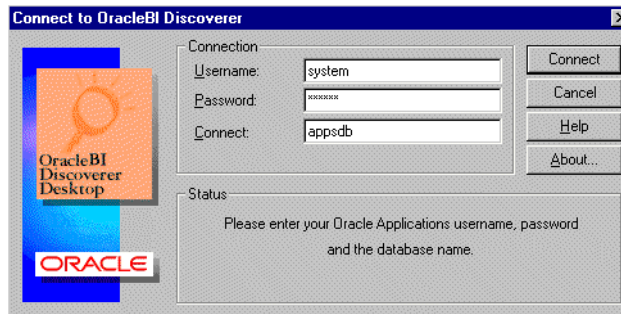 Connect to OracleBI Discoverer
Connection
Username: system
Password: ******
Connect: appsdb
Connect
Cancel
Help
About...
OracleBI
Discoverer
Desktop
ORACLE
Status
Please enter your Oracle Applications username, password
and the database name.